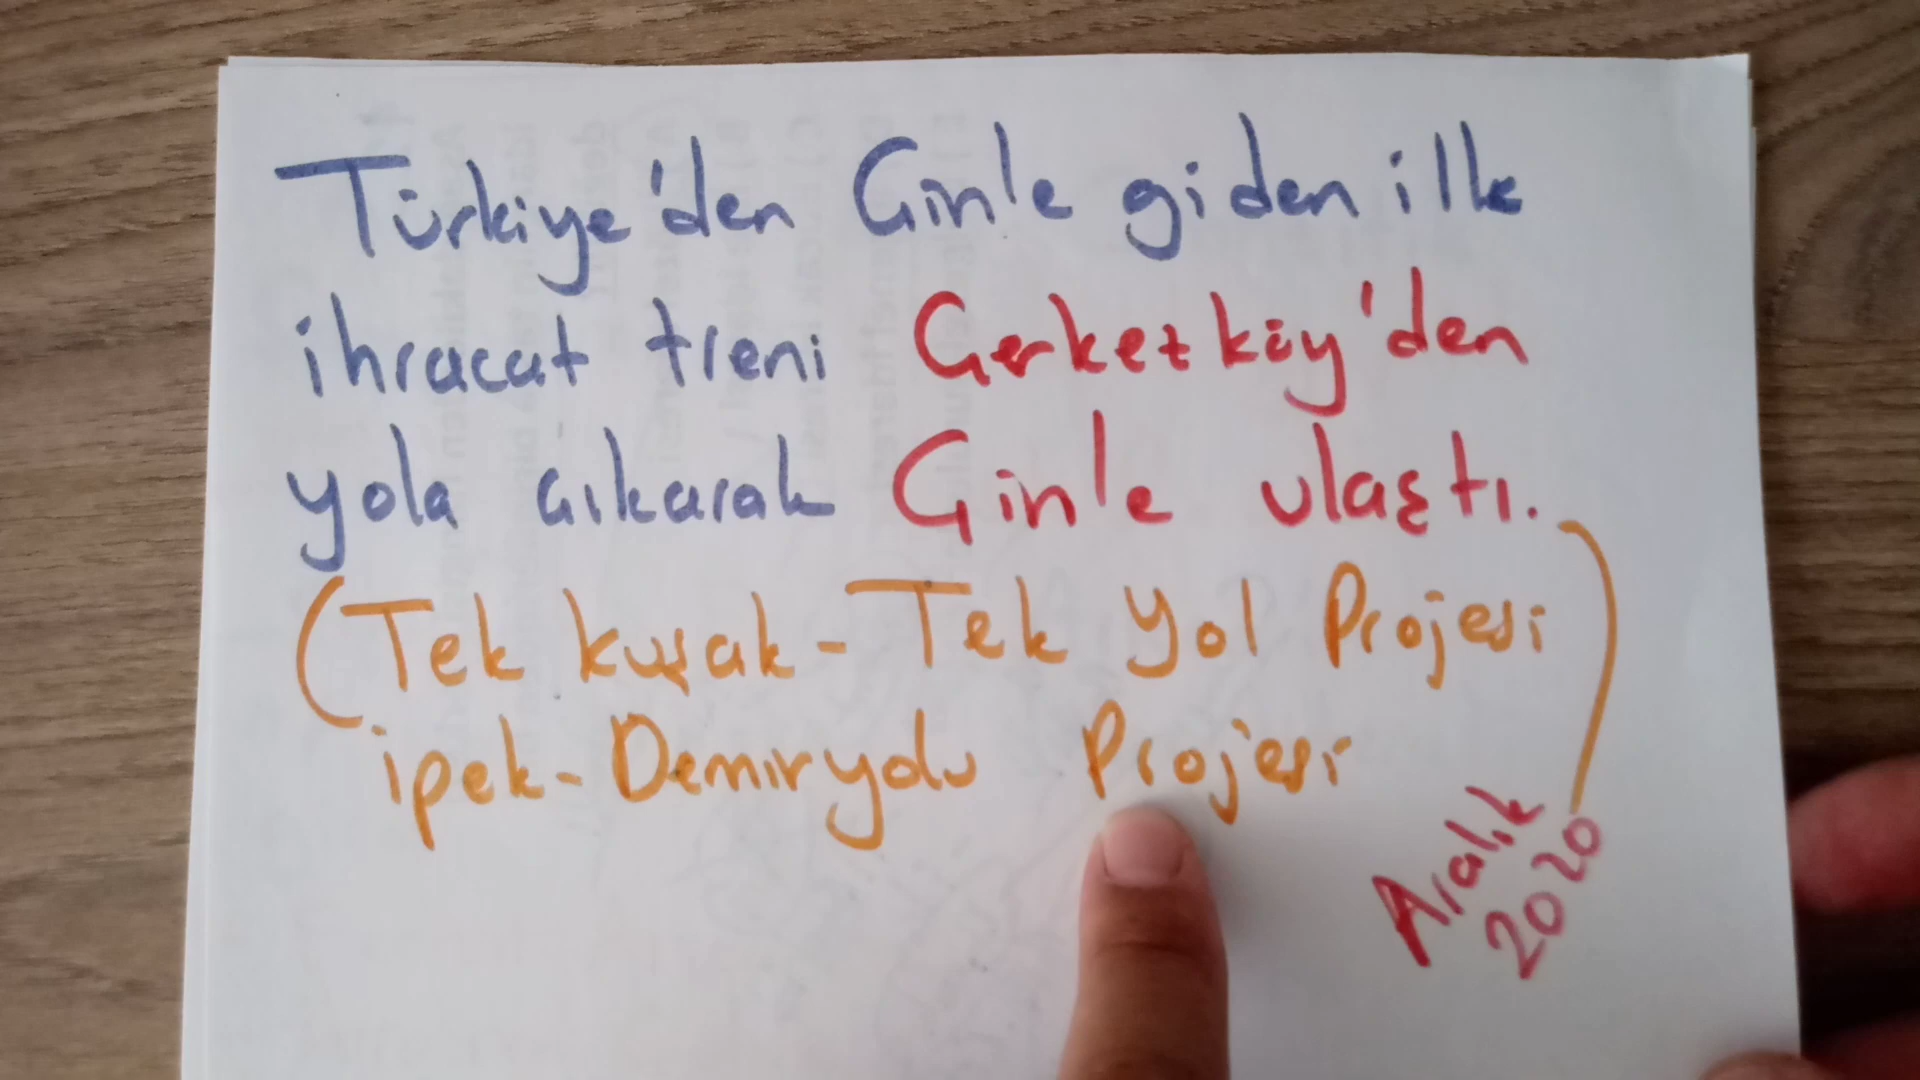 Türkiye'den Çin'e giden ilk
ihracat treni Çerkezköy'den
yola çıkarak Çin'e ulaştı.
(Tek kuşak - Tek Yol Projesi
ipek - Demiryolu Projesi
Aralık
2020